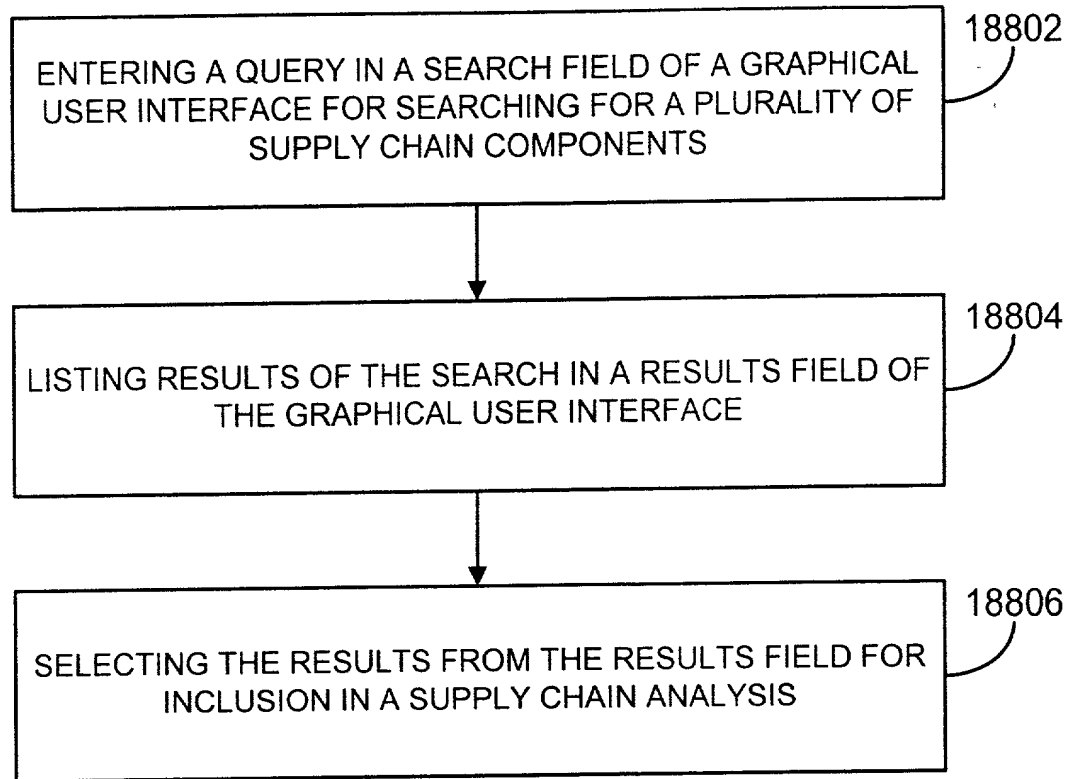 18802
ENTERING A QUERY IN A SEARCH FIELD OF A GRAPHICAL
USER INTERFACE FOR SEARCHING FOR A PLURALITY OF
SUPPLY CHAIN COMPONENTS
18804
LISTING RESULTS OF THE SEARCH IN A RESULTS FIELD OF
THE GRAPHICAL USER INTERFACE
18806
SELECTING THE RESULTS FROM THE RESULTS FIELD FOR
INCLUSION IN A SUPPLY CHAIN ANALYSIS